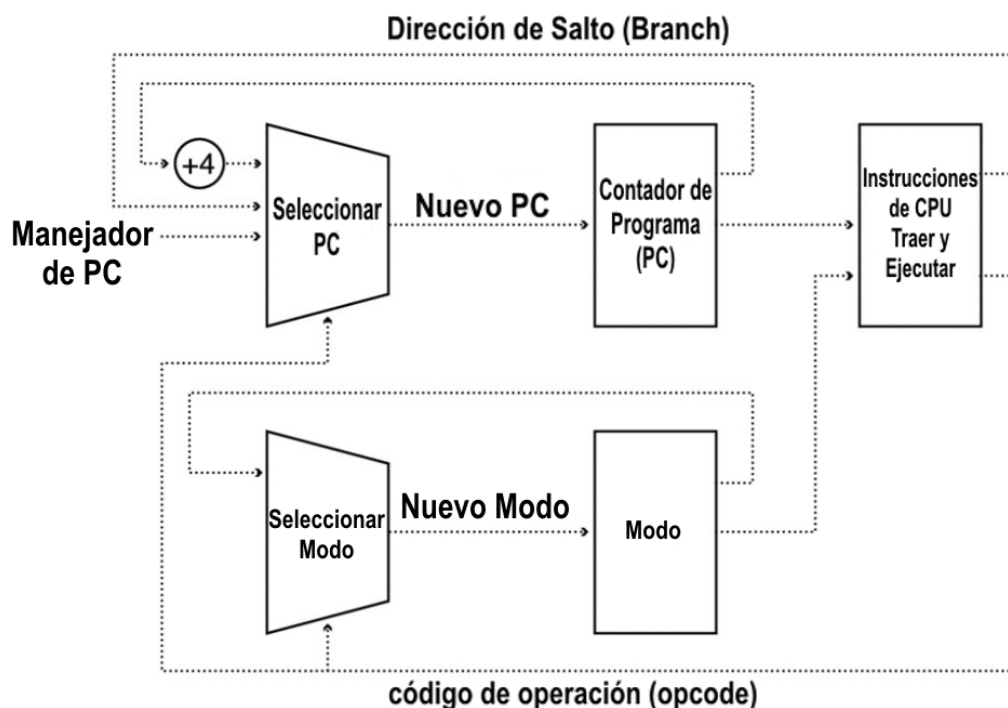 Dirección de Salto (Branch)
+4
Seleccionar
PC
Nuevo PC
Contador de
Programa
(PC)
Instrucciones
de CPU
Traer y
Ejecutar
Manejador
de PC
Seleccionar
Modo
Nuevo Modo
Modo
código de operación (opcode)